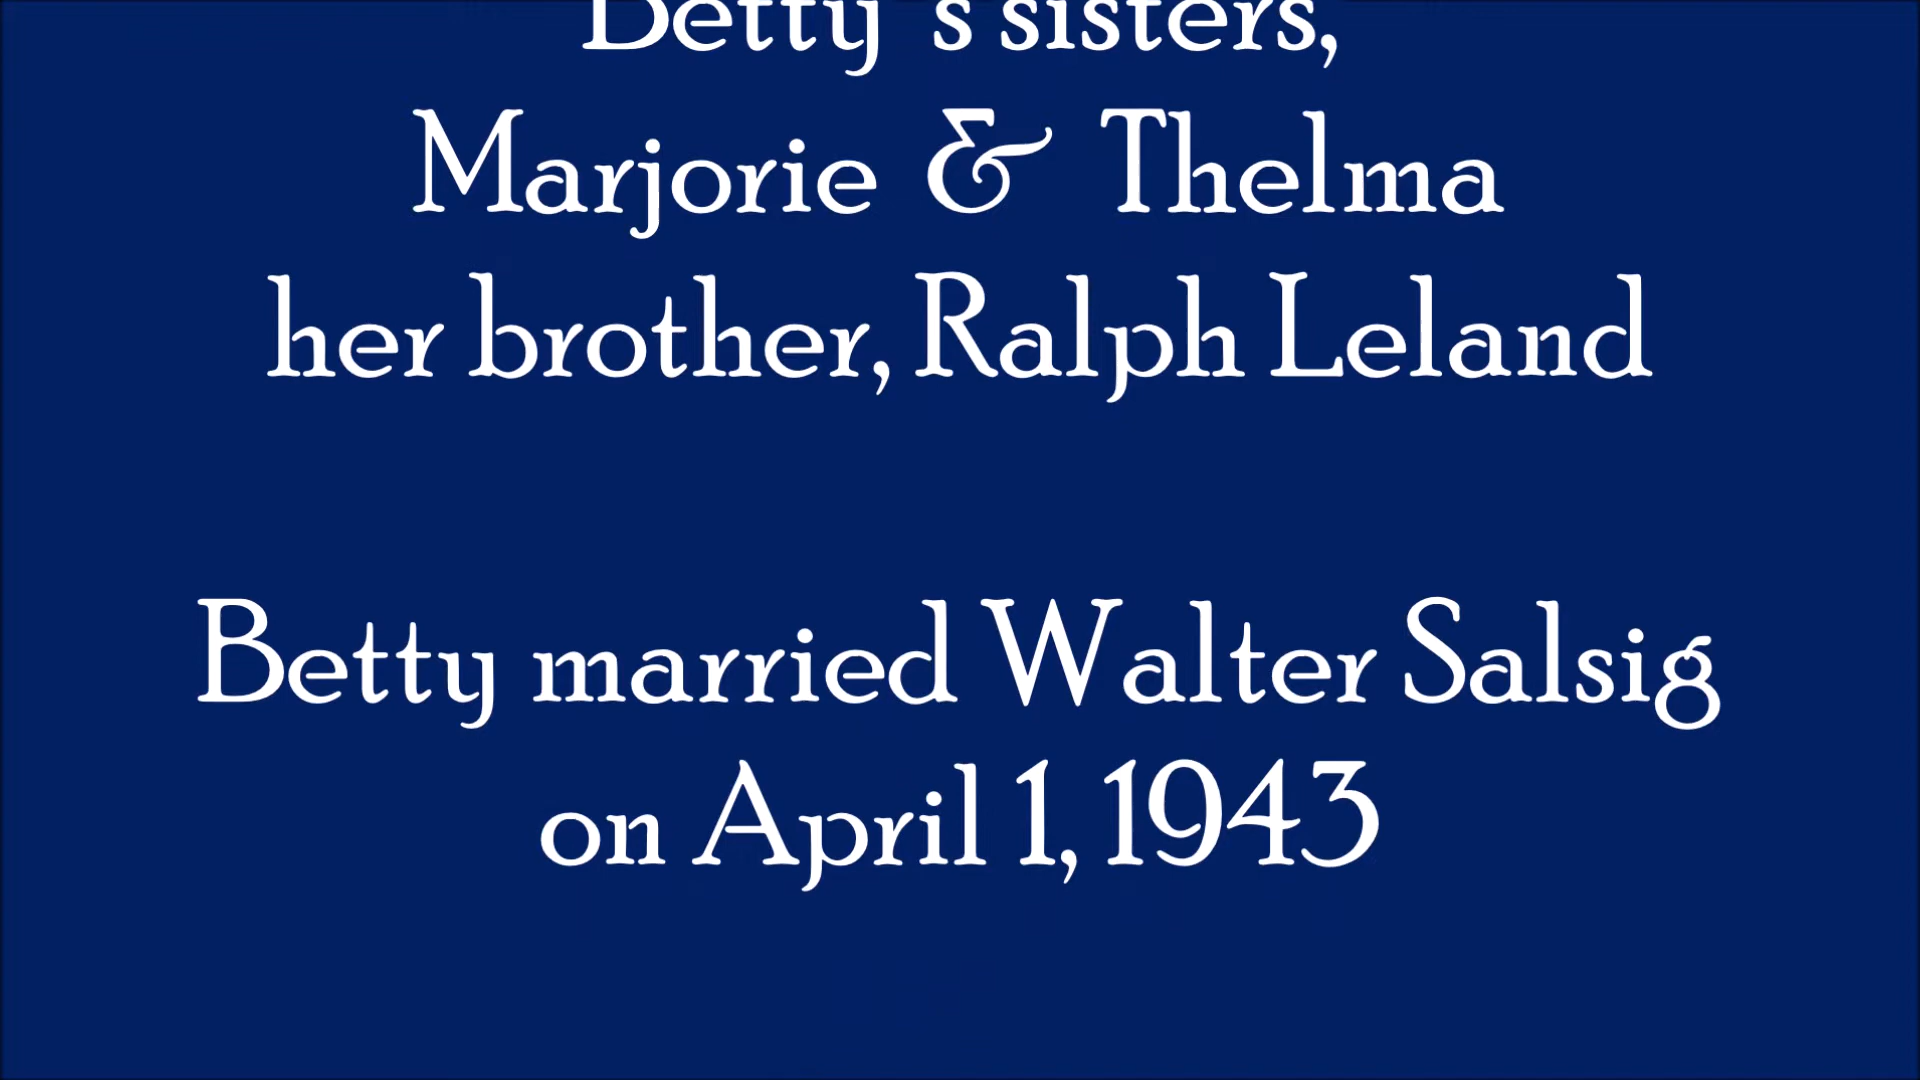 Betty's sisters,
Marjorie & Thelma
her brother, Ralph Leland
Betty married Walter Salsig
on April 1, 1943